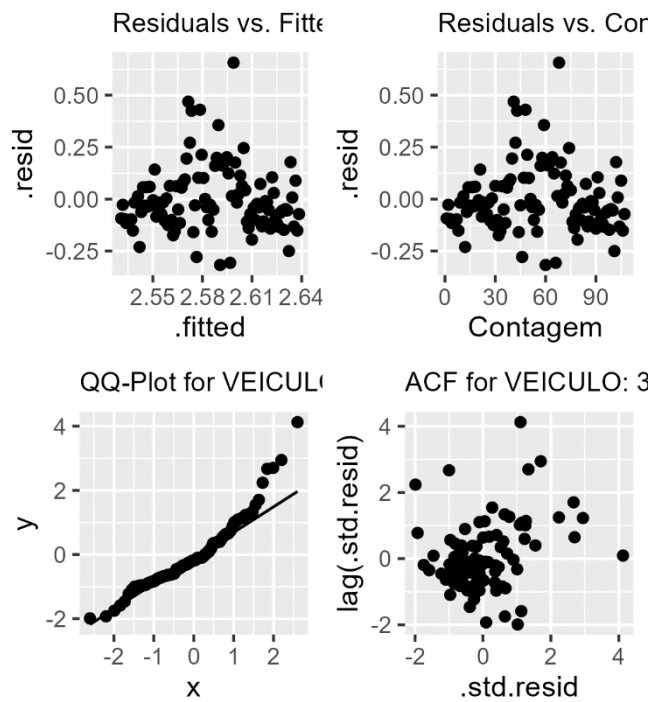 Residuals vs. Fitte
.resid
0.50
0.25
0.00
-0.25
2.55 2.58 2.61 2.64
.fitted
Residuals vs. Con
.resid
0.50
0.25
0.00
-0.25
0 30 60 90
Contagem
QQ-Plot for VEICULO
y
4
2
0
-2
-2 -1 0 1 2
x
ACF for VEICULO: 3
lag(.std.resid)
4
2
0
-2
-2 0 2 4
.std.resid